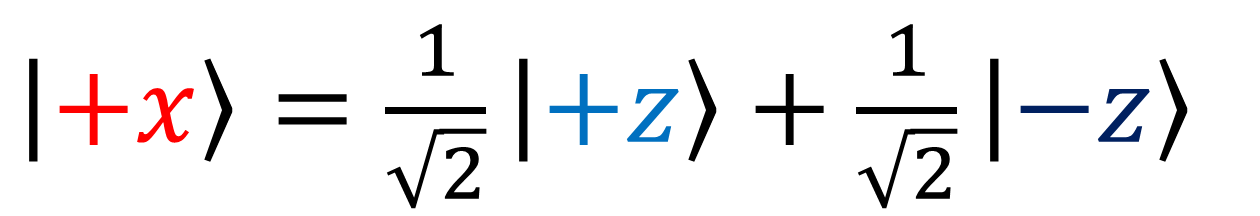 |+x⟩ = 1/√2 |+z⟩ + 1/√2 |−z⟩